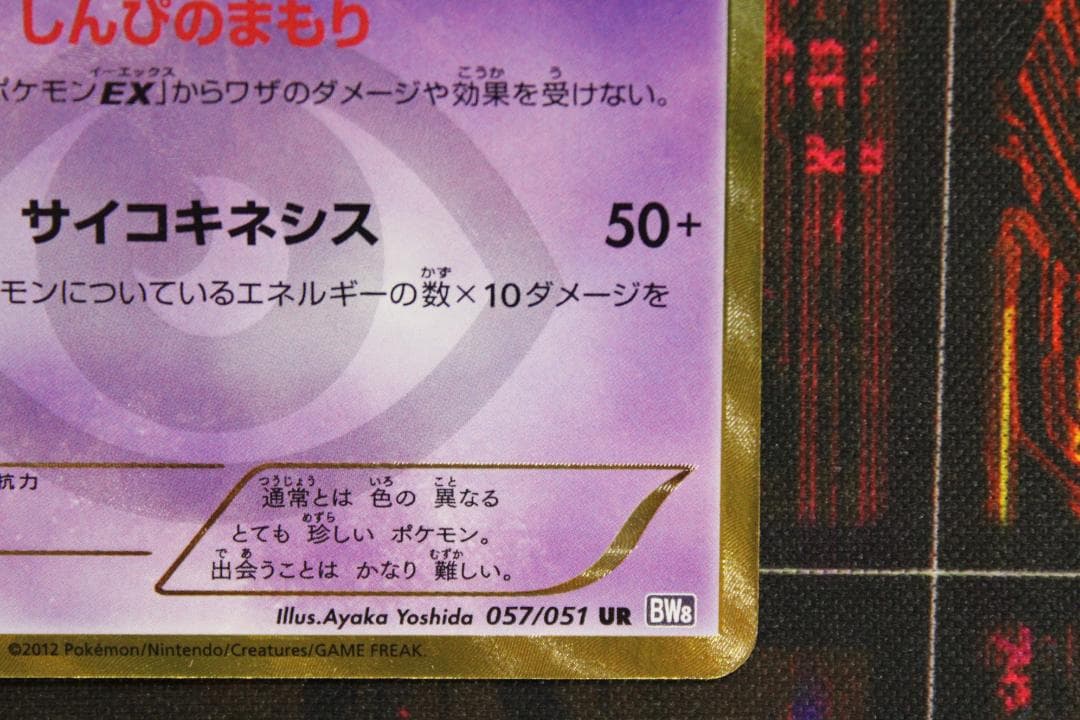 しんぴのまもり
ポケモンEX」からワザのダメージや効果を受けない。
サイコキネシス 50+
モンについているエネルギーの数×10ダメージを
抗力
通常とは 色の 異なる
とても 珍しい ポケモン。
出会うことは かなり 難しい。
Illus.Ayaka Yoshida 057/051 UR BW8
©2012 Pokémon/Nintendo/Creatures/GAME FREAK.